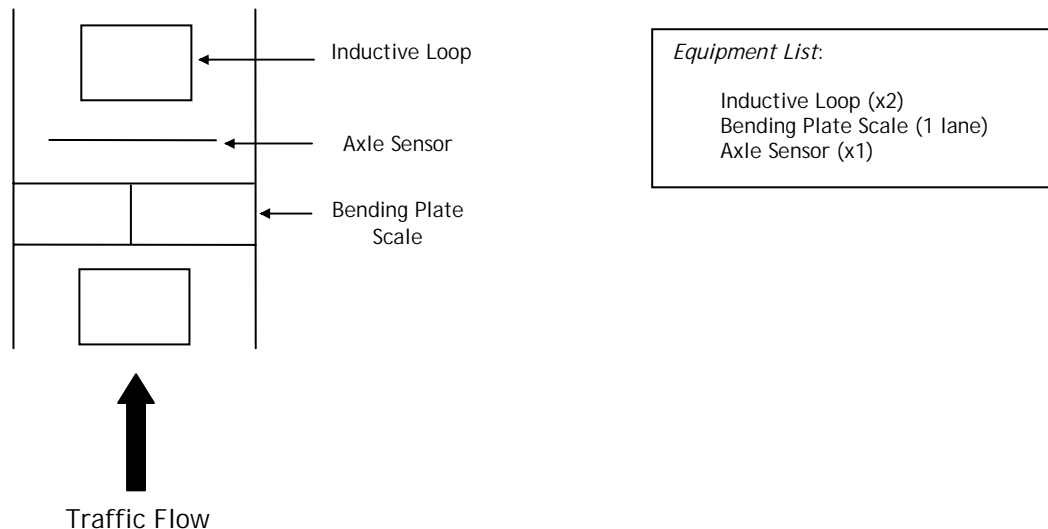 Inductive Loop
Axle Sensor
Bending Plate
Scale
Traffic Flow
Equipment List:
Inductive Loop (x2)
Bending Plate Scale (1 lane)
Axle Sensor (x1)